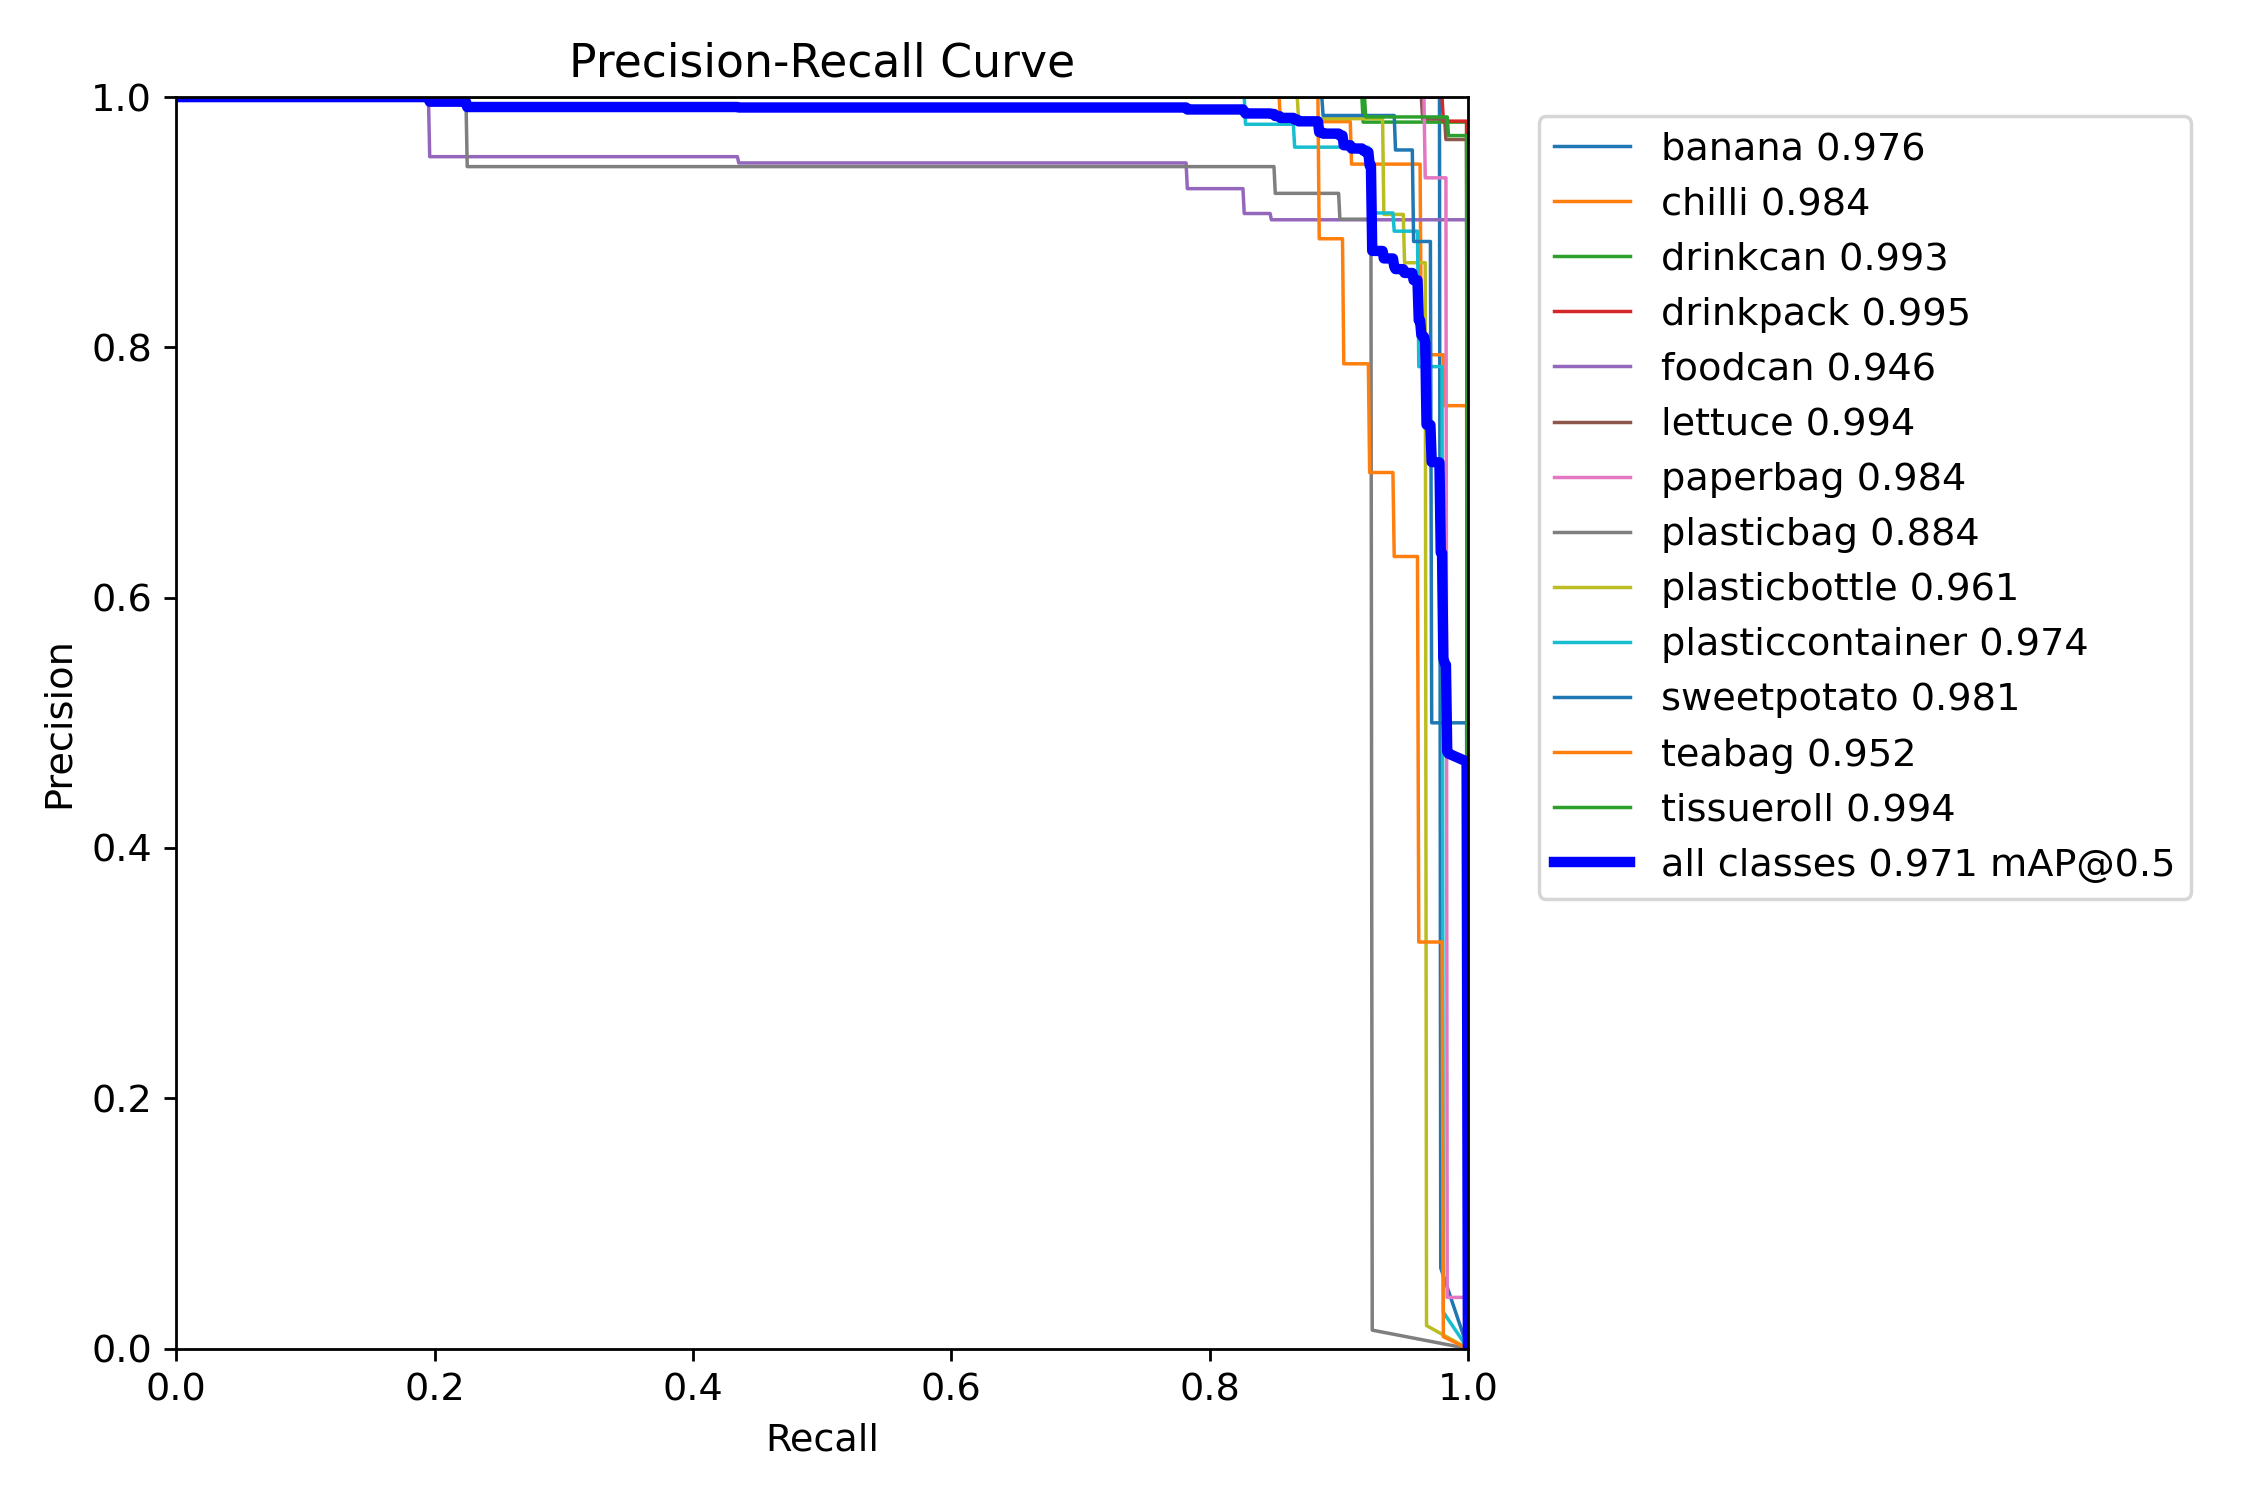 Precision-Recall Curve
1.0
0.8
0.6
0.4
0.2
0.0
Precision
0.0 0.2 0.4 0.6 0.8 1.0
Recall
banana 0.976
chilli 0.984
drinkcan 0.993
drinkpack 0.995
foodcan 0.946
lettuce 0.994
paperbag 0.984
plasticbag 0.884
plasticbottle 0.961
plasticcontainer 0.974
sweetpotato 0.981
teabag 0.952
tissueroll 0.994
all classes 0.971 mAP@0.5